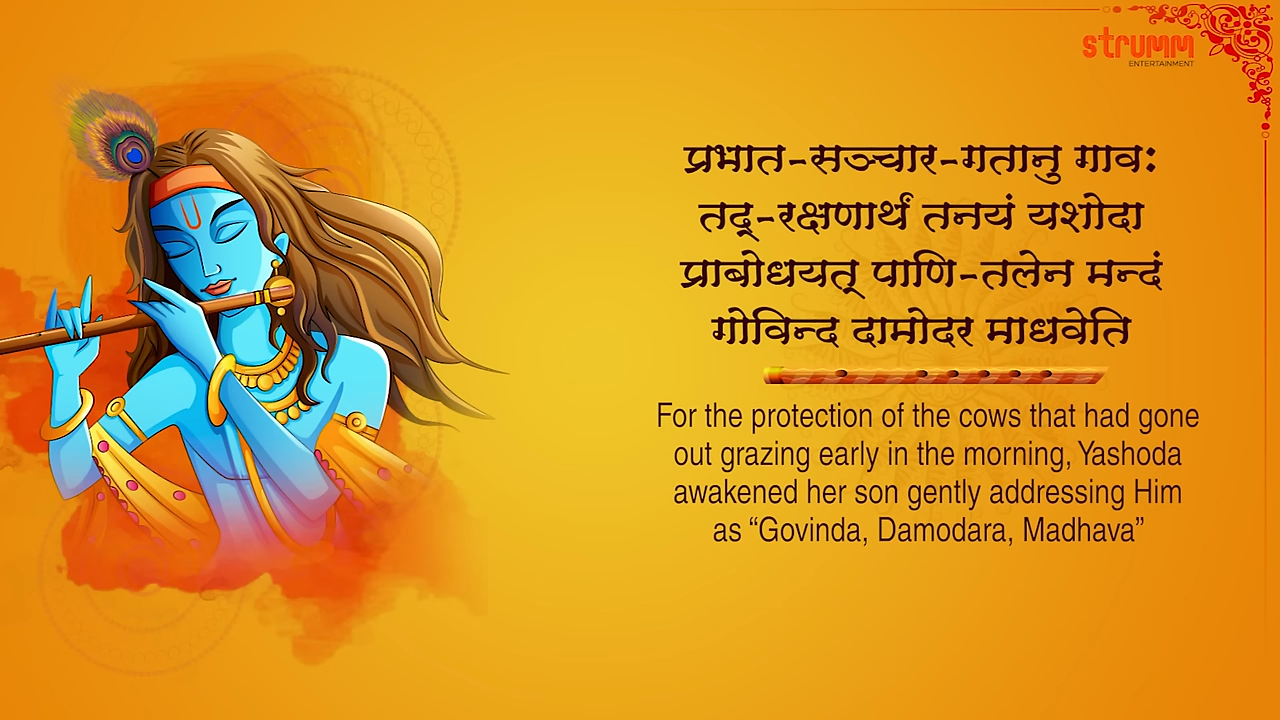 strumm
ENTERTAINMENT
प्रभात-सञ्चार-गतानु गावः
तद्-रक्षणार्थं तनयं यशोदा
प्राबोधयत् पाणि-तलेन मन्दं
गोविन्द दामोदर माधवेति
For the protection of the cows that had gone
out grazing early in the morning, Yashoda
awakened her son gently addressing Him
as “Govinda, Damodara, Madhava”